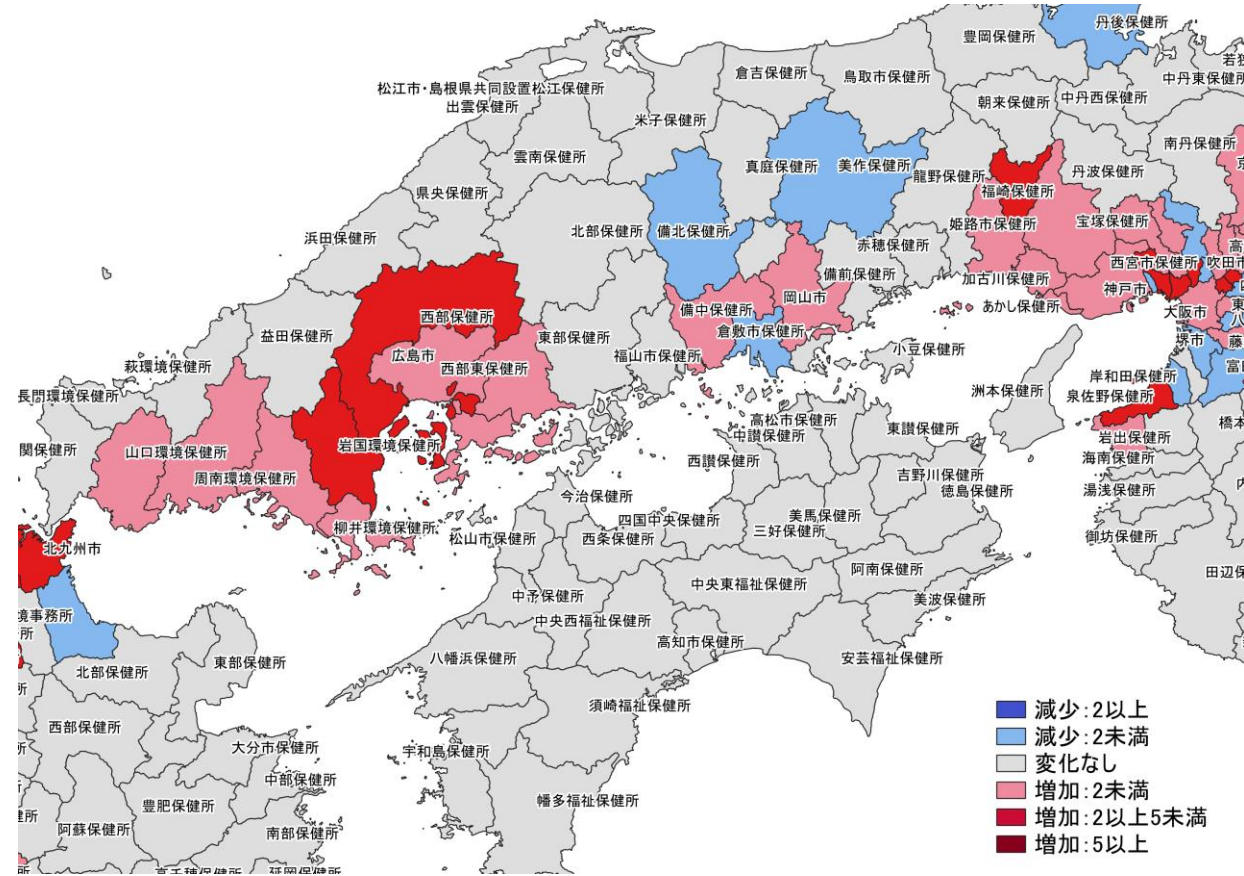 丹後保健所
豊岡保健所
若狭
倉吉保健所
鳥取市保健所
中丹東保健所
松江市・島根県共同設置松江保健所
朝来保健所
中丹西保健所
出雲保健所
米子保健所
南丹保健所
雲南保健所
真庭保健所
美作保健所
龍野保健所
丹波保健所
県央保健所
福崎保健所
浜田保健所
北部保健所
備北保健所
姫路市保健所
宝塚保健所
赤穂保健所
西宮市保健所
吹田市
備前保健所
加古川保健所
神戸市
岡山市
あかし保健所
大阪市
備中保健所
西部保健所
倉敷市保健所
堺市
益田保健所
東部保健所
広島市
福山市保健所
小豆保健所
萩環境保健所
西部東保健所
岸和田保健所
長門環境保健所
洲本保健所
泉佐野保健所
高松市保健所
中讃保健所
東讃保健所
岩出保健所
橋本
関保健所
山口環境保健所
岩国環境保健所
西讃保健所
海南保健所
周南環境保健所
吉野川保健所
徳島保健所
湯浅保健所
今治保健所
四国中央保健所
美馬保健所
柳井環境保健所
松山市保健所
西条保健所
三好保健所
御坊保健所
北九州市
阿南保健所
田辺保
中央東福祉保健所
中予保健所
美波保健所
境事務所
中央西福祉保健所
高知市保健所
安芸福祉保健所
八幡浜保健所
東部保健所
北部保健所
須崎福祉保健所
西部保健所
大分市保健所
宇和島保健所
中部保健所
幡多福祉保健所
豊肥保健所
阿蘇保健所
南部保健所
高千穂保健所
延岡保健所
減少：2以上
減少：2未満
変化なし
増加：2未満
増加：2以上5未満
増加：5以上